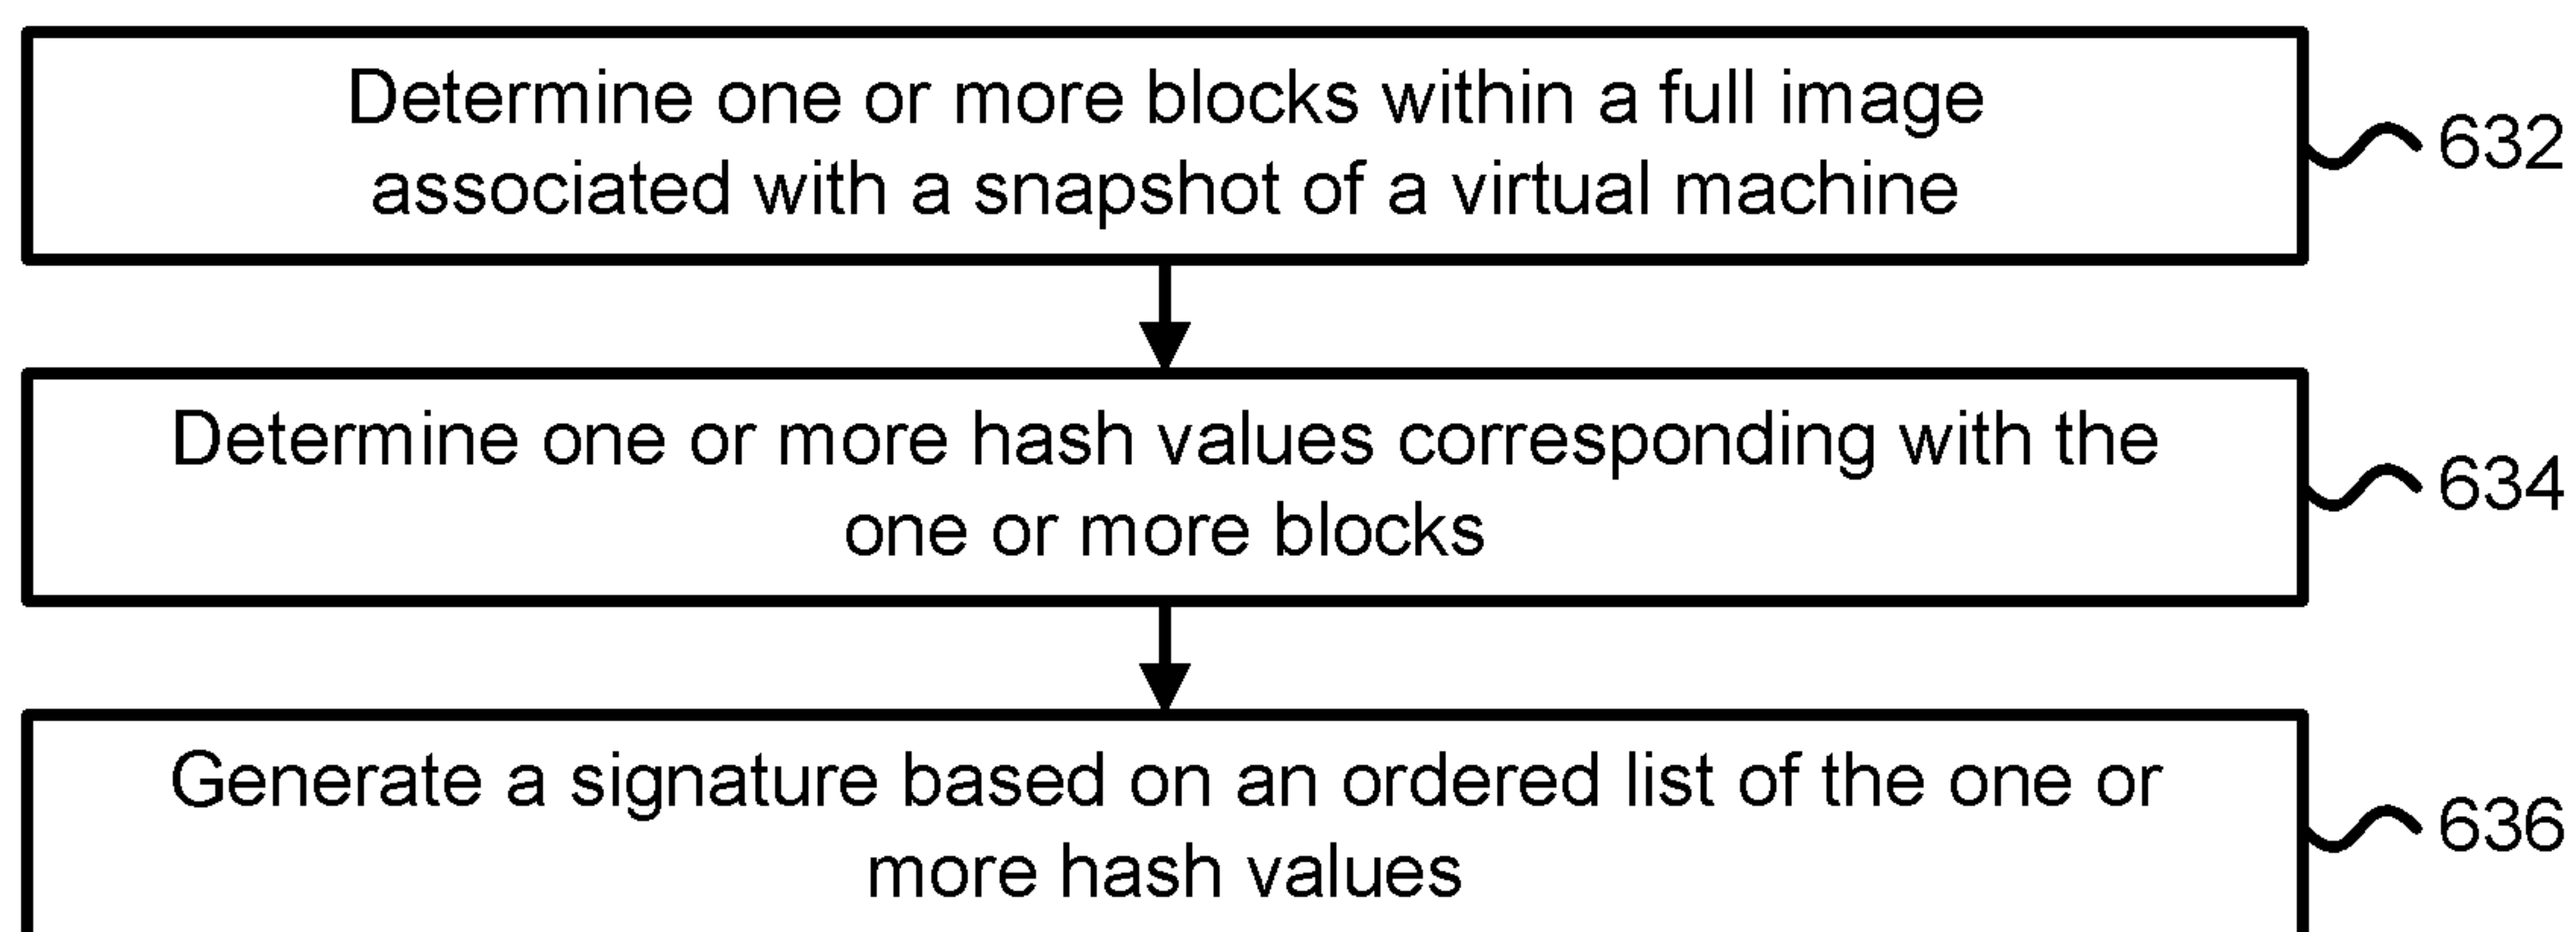 Determine one or more blocks within a full image
associated with a snapshot of a virtual machine
632
Determine one or more hash values corresponding with the
one or more blocks
634
Generate a signature based on an ordered list of the one or
more hash values
636